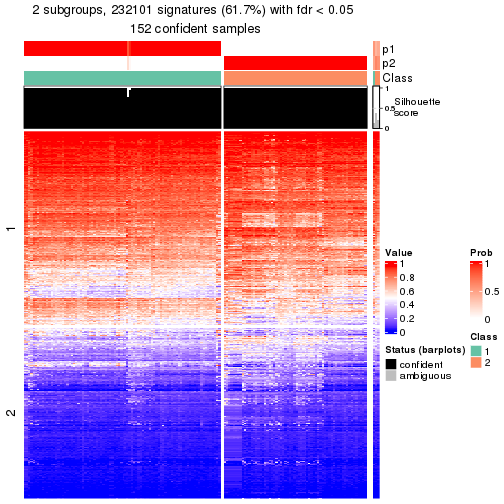 2 subgroups, 232101 signatures (61.7%) with fdr < 0.05
152 confident samples
p1
p2
Class
1
0.5
0
Silhouette
score
1
2
Value
1
0.8
0.6
0.4
0.2
0
Prob
1
0.5
0
Status (barplots)
confident
ambiguous
Class
1
2